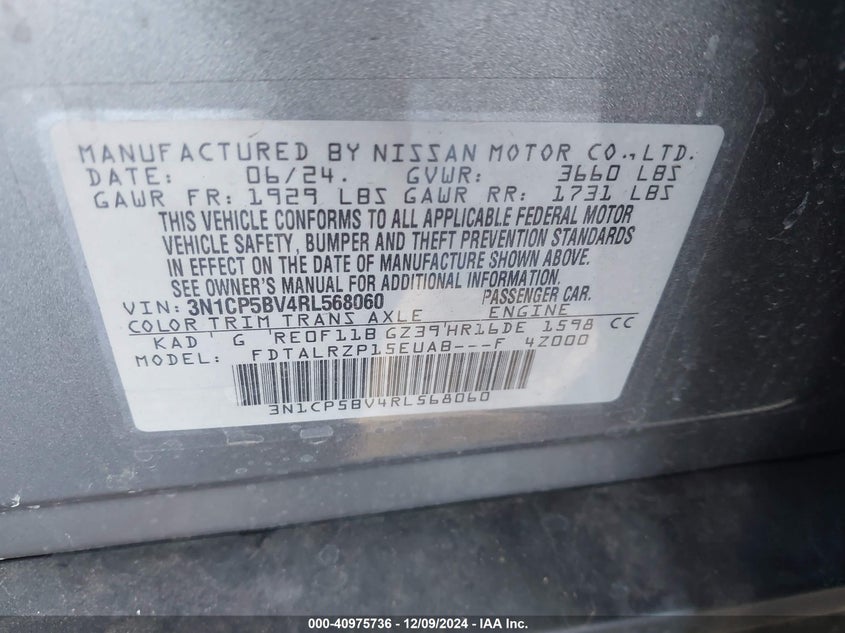 MANUFACTURED BY NISSAN MOTOR CO., LTD.
DATE: 06/24. GVWR: 3660 LBS
GAWR FR: 1929 LBS GAWR RR: 1731 LBS
THIS VEHICLE CONFORMS TO ALL APPLICABLE FEDERAL MOTOR
VEHICLE SAFETY, BUMPER AND THEFT PREVENTION STANDARDS
IN EFFECT ON THE DATE OF MANUFACTURE SHOWN ABOVE.
SEE OWNER'S MANUAL FOR ADDITIONAL INFORMATION.
VIN: 3N1CP5BV4RL568060 PASSENGER CAR.
COLOR TRIM TRANS AXLE ENGINE
KAD G RE0F11B GZ39 HR16DE 1598 CC
FDTALRZP15EUAB---F 4Z000
3N1CP5BV4RL568060
000-40975736 - 12/09/2024 - IAA Inc.